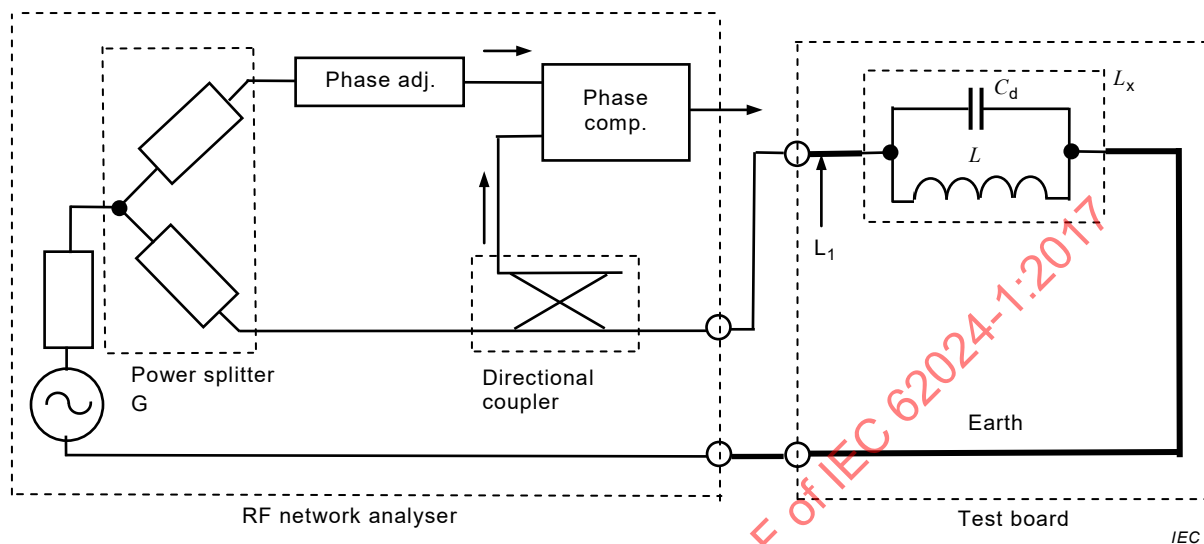 Phase adj.
Phase
comp.
C_d
L_x
L
L_1
Power splitter
G
Directional
coupler
Earth
RF network analyser
Test board
IEC
F of IEC 62024-1:2017